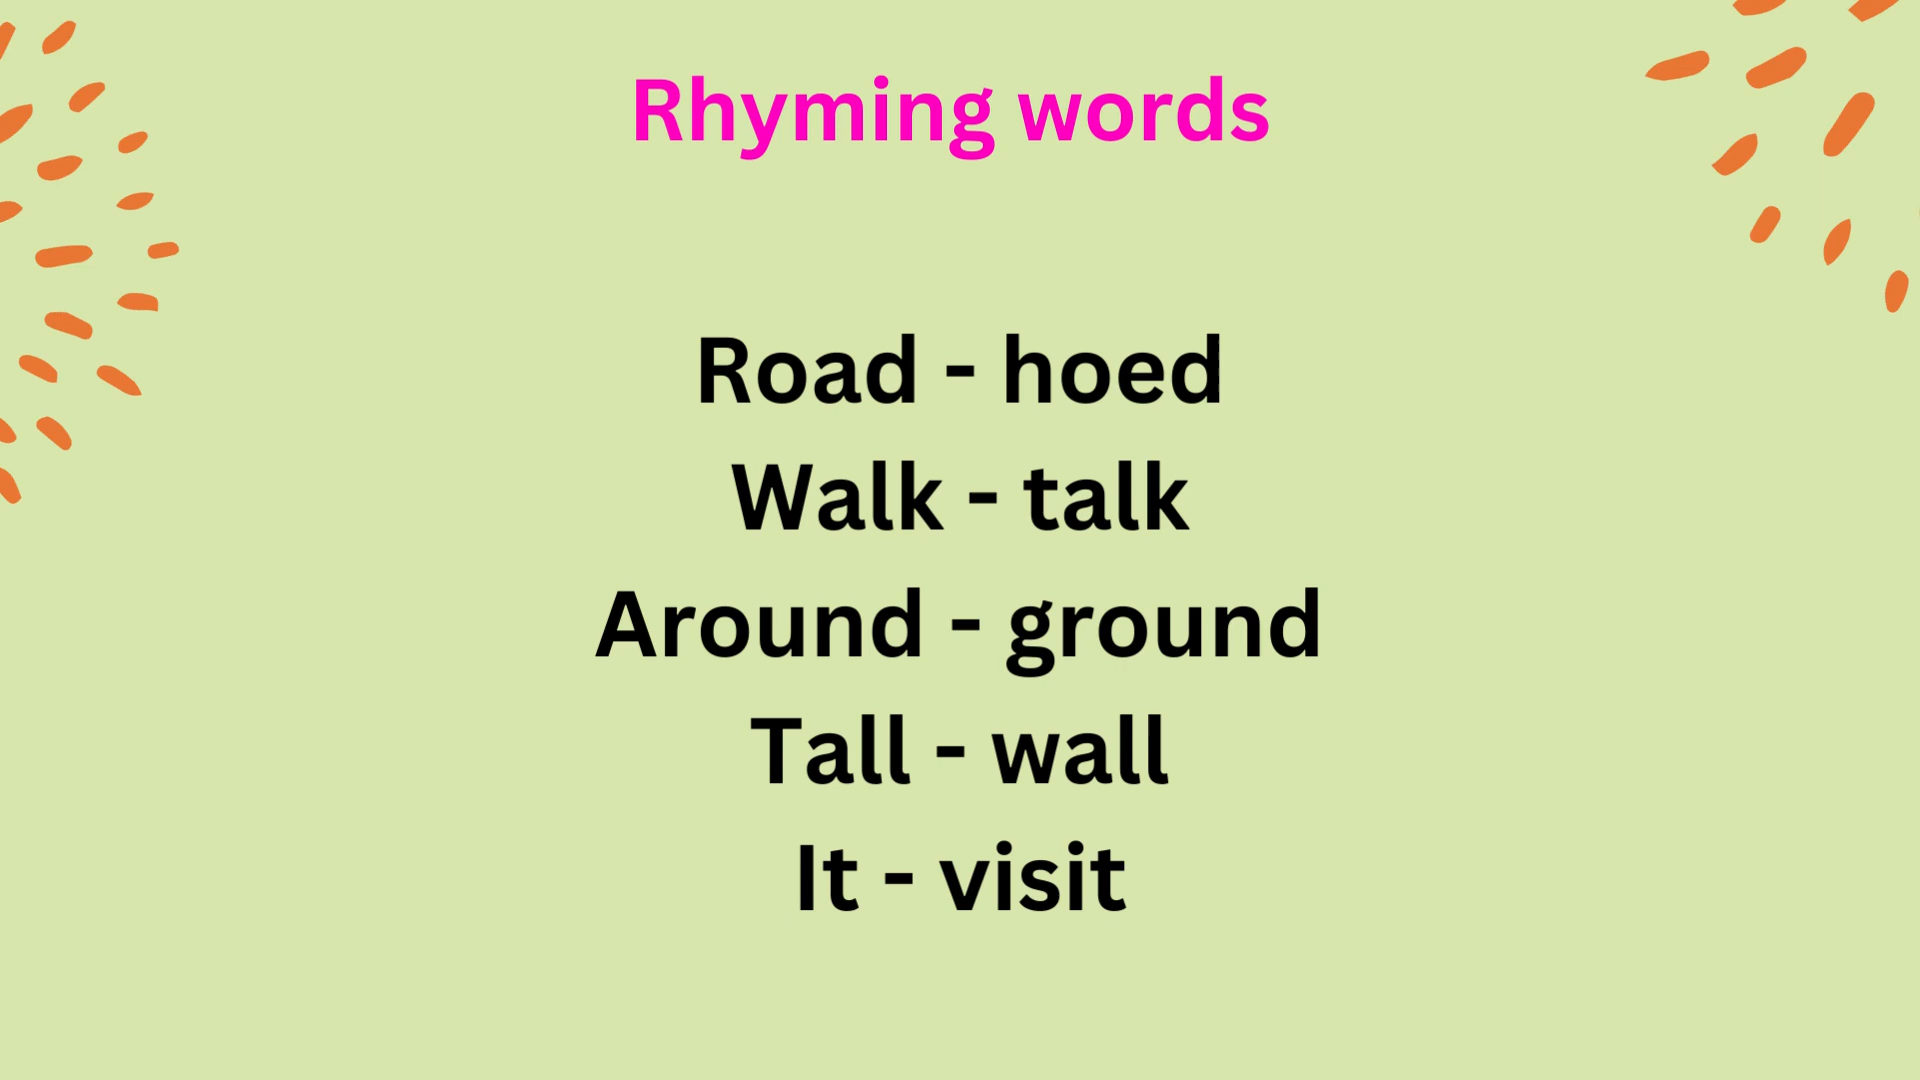 Rhyming words
Road - hoed
Walk - talk
Around - ground
Tall - wall
It - visit